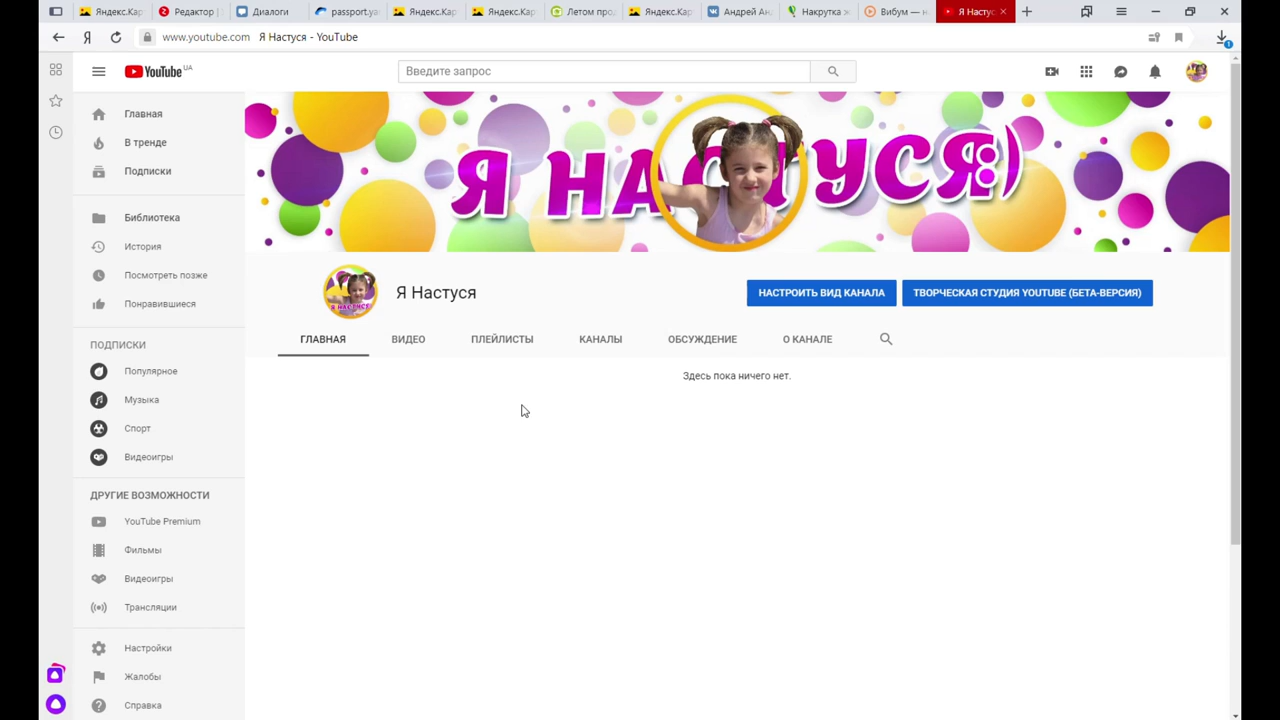 Яндекс.Кар
Редактор |
Диалоги
passport.ya
Яндекс.Кар
Яндекс.Кар
Летом про
Яндекс.Кар
Андрей Ан
Накрутка ж
Вибум — н
Я Настус
Я
www.youtube.com Я Настуся - YouTube
1
YouTube UA
Введите запрос
Главная
В тренде
Подписки
Библиотека
История
Посмотреть позже
Понравившиеся
ПОДПИСКИ
Популярное
Музыка
Спорт
Видеоигры
ДРУГИЕ ВОЗМОЖНОСТИ
YouTube Premium
Фильмы
Видеоигры
Трансляции
Настройки
Жалобы
Справка
Я НАСТУСЯ
Я НАСТУСЯ
Я Настуся
НАСТРОИТЬ ВИД КАНАЛА
ТВОРЧЕСКАЯ СТУДИЯ YOUTUBE (БЕТА-ВЕРСИЯ)
ГЛАВНАЯ
ВИДЕО
ПЛЕЙЛИСТЫ
КАНАЛЫ
ОБСУЖДЕНИЕ
О КАНАЛЕ
Здесь пока ничего нет.